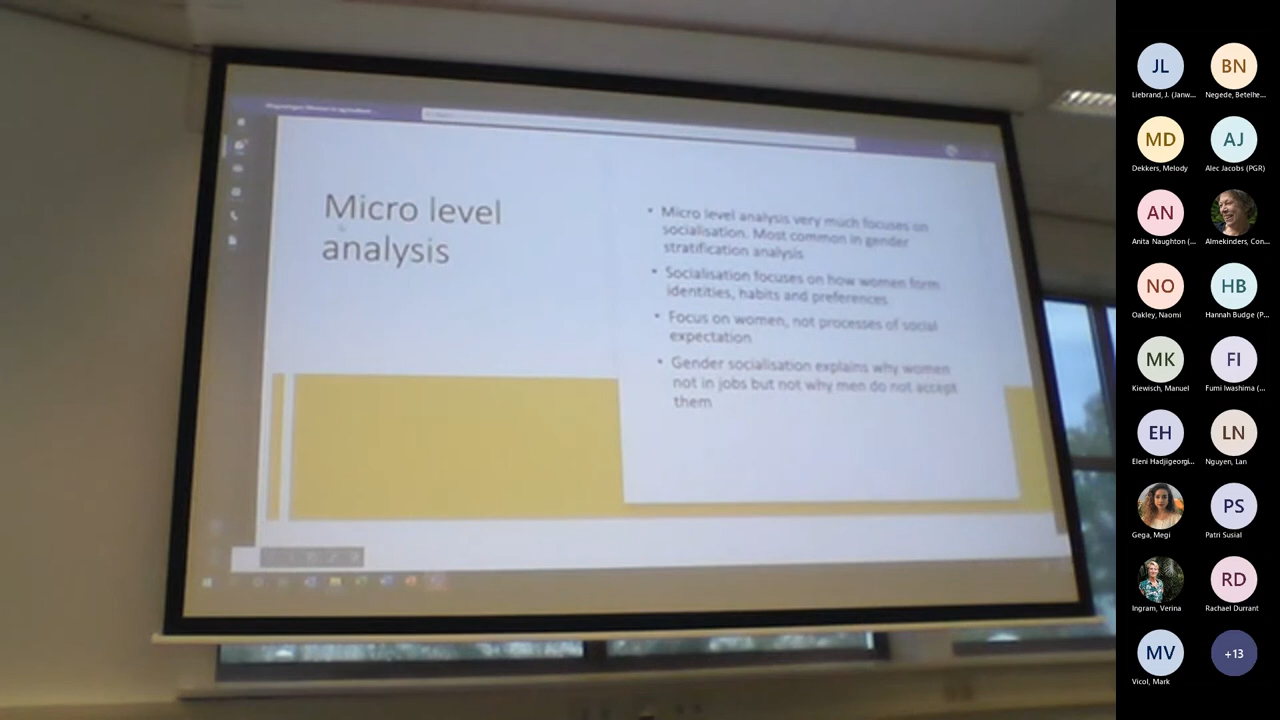 Micro level
analysis
• Micro level analysis very much focuses on
socialisation. Most common in gender
stratification analysis
• Socialisation focuses on how women form
identities, habits and preferences
• Focus on women, not processes of social
expectation
• Gender socialisation explains why women
not in jobs but not why men do not accept
them
JL
BN
Liebrand, J. (Janw...
Negede, Betelhe...
MD
AJ
Dekkers, Melody
Alec Jacobs (PGR)
AN
Anita Naughton (...
Almekinders, Con...
NO
HB
Oakley, Naomi
Hannah Budge (P...
MK
FI
Kiewisch, Manuel
Fumi Iwashima (...
EH
LN
Eleni Hadjigeorgi...
Nguyen, Lan
PS
Gega, Megi
Patri Susial
RD
Ingram, Verina
Rachael Durrant
MV
+13
Vicol, Mark